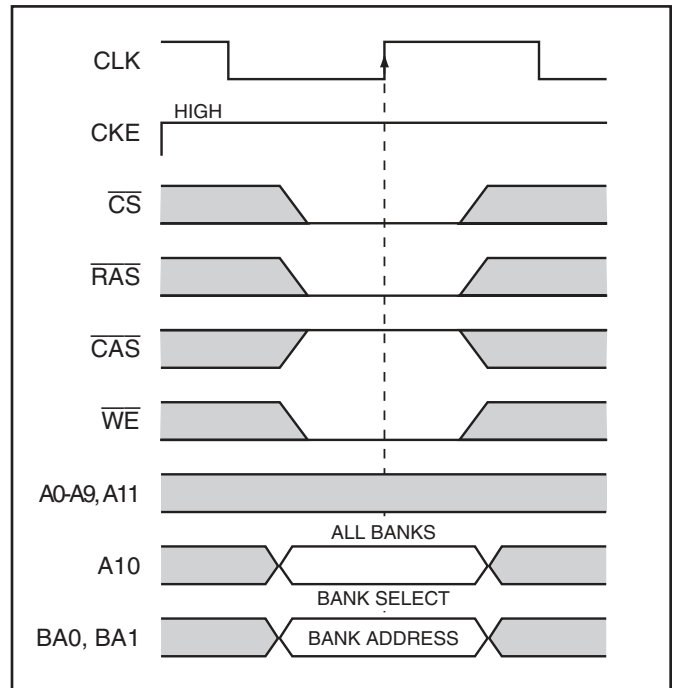 CLK
HIGH
CKE
CS
RAS
CAS
WE
A0-A9, A11
ALL BANKS
A10
BANK SELECT
BA0, BA1
BANK ADDRESS